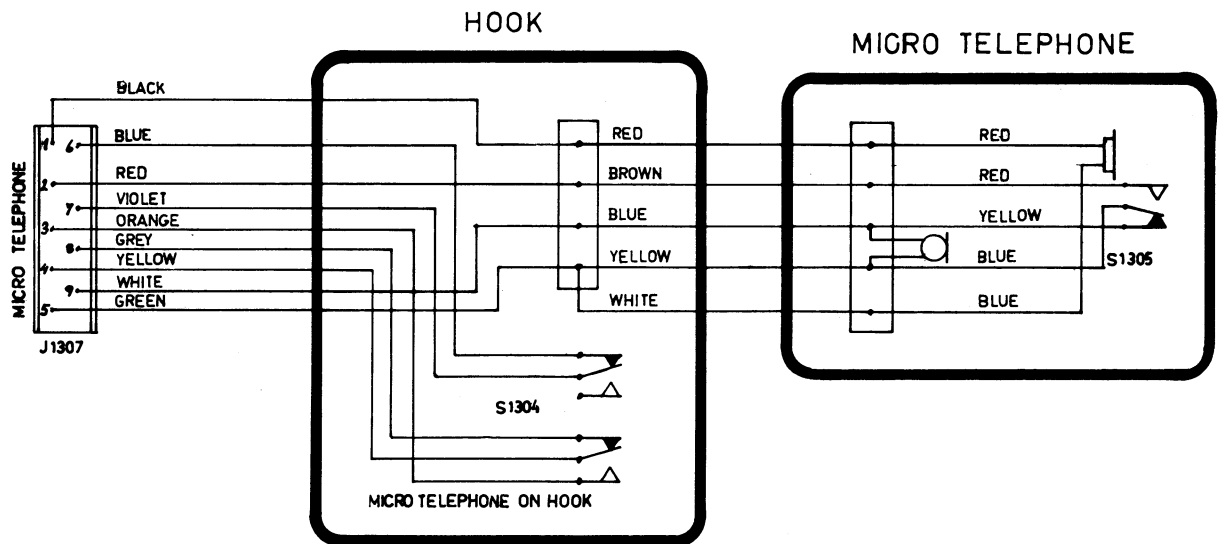 HOOK
MICRO TELEPHONE
BLACK
1
6
BLUE
RED
RED
2
RED
BROWN
RED
7
VIOLET
3
ORANGE
BLUE
YELLOW
8
GREY
4
YELLOW
YELLOW
BLUE
S1305
9
WHITE
5
GREEN
WHITE
BLUE
MICRO TELEPHONE
J1307
S1304
MICRO TELEPHONE ON HOOK